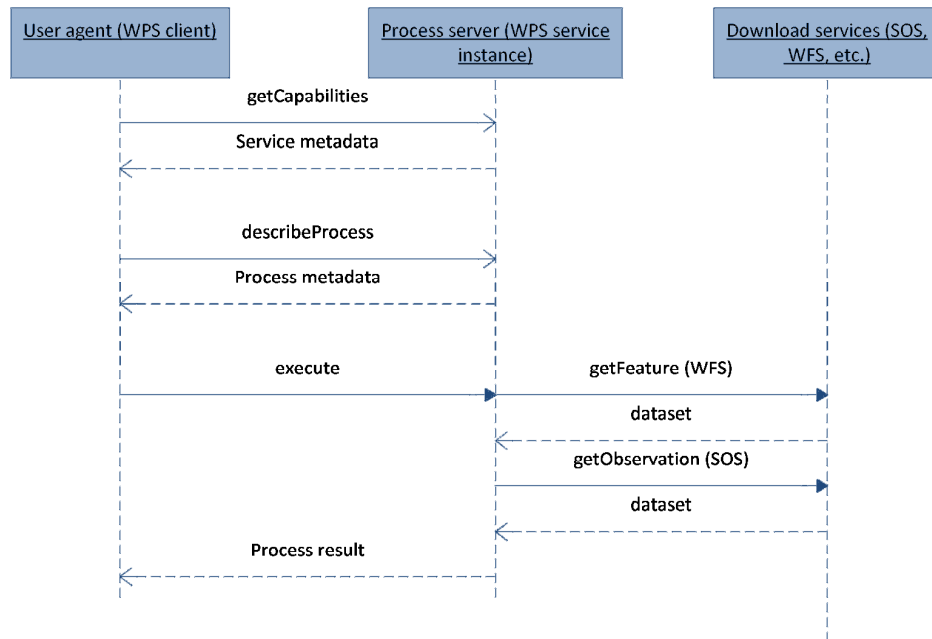 User agent (WPS client)
Process server (WPS service
instance)
Download services (SOS,
WFS, etc.)
getCapabilities
Service metadata
describeProcess
Process metadata
execute
getFeature (WFS)
dataset
getObservation (SOS)
dataset
Process result